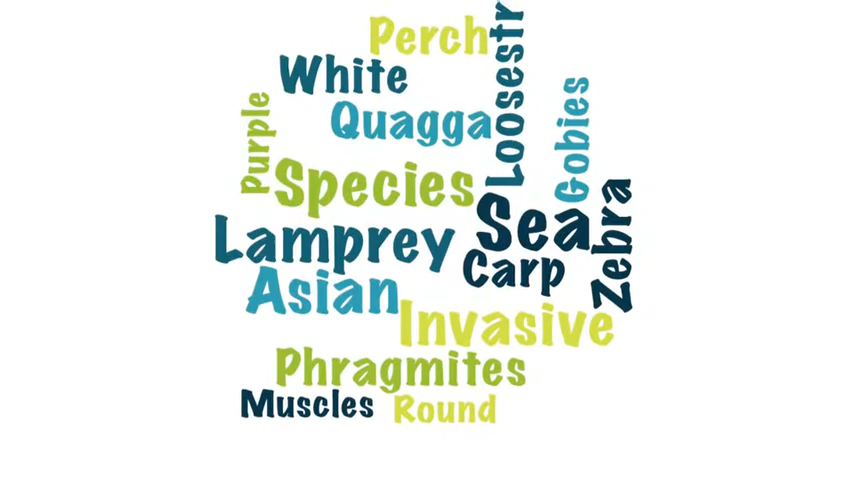 Perch
White
Loosestr
Quagga
Gobies
Purple
Species
Sea
Zebra
Lamprey
Carp
Asian
Invasive
Phragmites
Muscles
Round